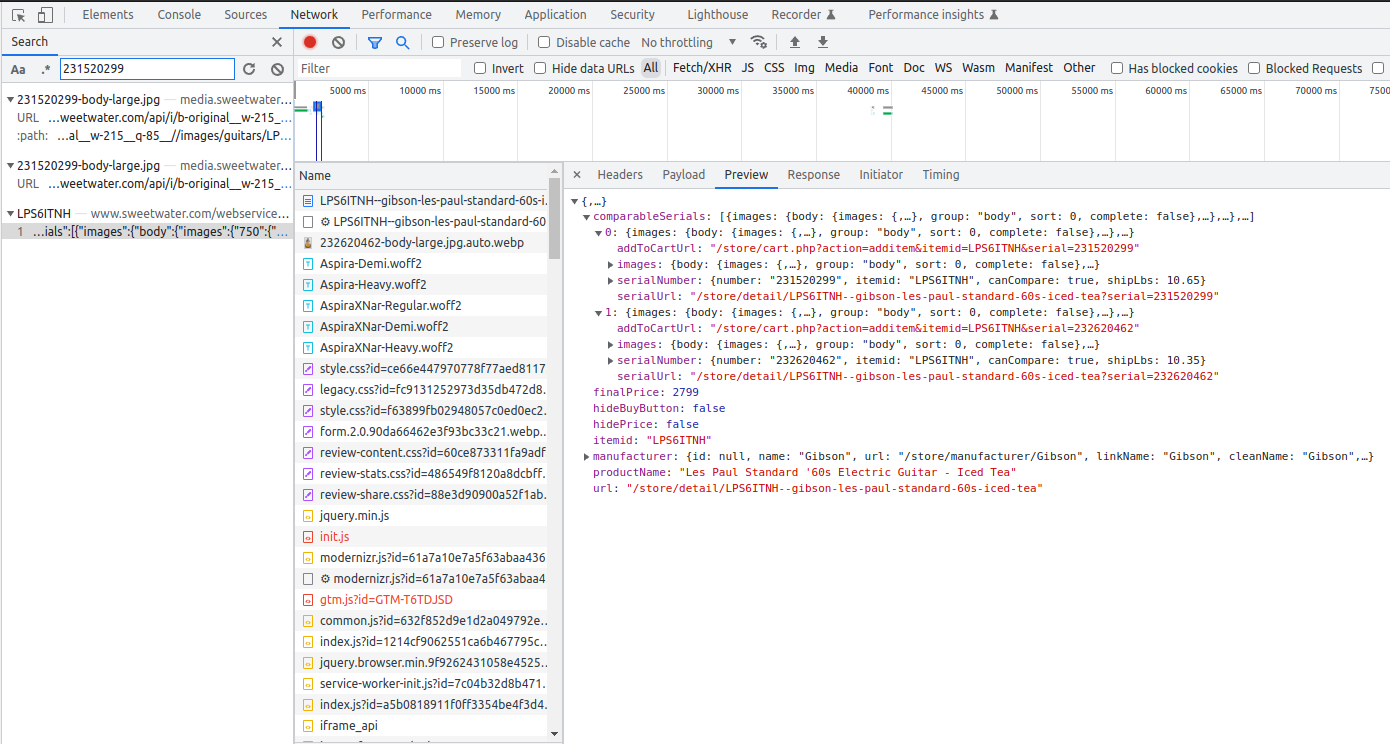 Elements Console Sources Network Performance Memory Application Security Lighthouse Recorder Performance insights
Search
Preserve log Disable cache No throttling
Aa .* 231520299
Filter Invert Hide data URLs All Fetch/XHR JS CSS Img Media Font Doc WS Wasm Manifest Other Has blocked cookies Blocked Requests
5000 ms 10000 ms 15000 ms 20000 ms 25000 ms 30000 ms 35000 ms 40000 ms 45000 ms 50000 ms 55000 ms 60000 ms 65000 ms 70000 ms 7500
231520299-body-large.jpg — media.sweetwater...
URL ...weetwater.com/api/i/b-original__w-215_...
:path: ...al__w-215__q-85__//images/guitars/LP...
231520299-body-large.jpg — media.sweetwater...
URL ...weetwater.com/api/i/b-original__w-215_...
LPS6ITNH — www.sweetwater.com/webservice...
1 ...ials":[{"images":{"body":{"images":{"750":{"...
Name
LPS6ITNH--gibson-les-paul-standard-60s-i...
LPS6ITNH--gibson-les-paul-standard-60
232620462-body-large.jpg.auto.webp
Aspira-Demi.woff2
Aspira-Heavy.woff2
AspiraXNar-Regular.woff2
AspiraXNar-Demi.woff2
AspiraXNar-Heavy.woff2
style.css?id=ce66e447970778f77aed8117
legacy.css?id=fc9131252973d35db472d8...
style.css?id=f63899fb02948057c0ed0ec2...
form.2.0.90da66462e3f93bc33c21.webp...
review-content.css?id=60ce873311fa9adf
review-stats.css?id=486549f8120a8dcbff...
review-share.css?id=88e3d90900a52f1ab...
jquery.min.js
init.js
modernizr.js?id=61a7a10e7a5f63abaa436
modernizr.js?id=61a7a10e7a5f63abaa4
gtm.js?id=GTM-T6TDJSD
common.js?id=632f852d9e1d2a049792e...
index.js?id=1214cf9062551ca6b467795c...
jquery.browser.min.9f9262431058e4525...
service-worker-init.js?id=7c04b32d8b471...
index.js?id=a5b0818911f0ff3354be4f3d4...
iframe_api
Headers Payload Preview Response Initiator Timing
{,…}
comparableSerials: [{images: {body: {images: {,…}, group: "body", sort: 0, complete: false},…},…},…]
0: {images: {body: {images: {,…}, group: "body", sort: 0, complete: false},…},…}
addToCartUrl: "/store/cart.php?action=additem&itemid=LPS6ITNH&serial=231520299"
images: {body: {images: {,…}, group: "body", sort: 0, complete: false},…}
serialNumber: {number: "231520299", itemid: "LPS6ITNH", canCompare: true, shipLbs: 10.65}
serialUrl: "/store/detail/LPS6ITNH--gibson-les-paul-standard-60s-iced-tea?serial=231520299"
1: {images: {body: {images: {,…}, group: "body", sort: 0, complete: false},…},…}
addToCartUrl: "/store/cart.php?action=additem&itemid=LPS6ITNH&serial=232620462"
images: {body: {images: {,…}, group: "body", sort: 0, complete: false},…}
serialNumber: {number: "232620462", itemid: "LPS6ITNH", canCompare: true, shipLbs: 10.35}
serialUrl: "/store/detail/LPS6ITNH--gibson-les-paul-standard-60s-iced-tea?serial=232620462"
finalPrice: 2799
hideBuyButton: false
hidePrice: false
itemid: "LPS6ITNH"
manufacturer: {id: null, name: "Gibson", url: "/store/manufacturer/Gibson", linkName: "Gibson", cleanName: "Gibson",…}
productName: "Les Paul Standard '60s Electric Guitar - Iced Tea"
url: "/store/detail/LPS6ITNH--gibson-les-paul-standard-60s-iced-tea"